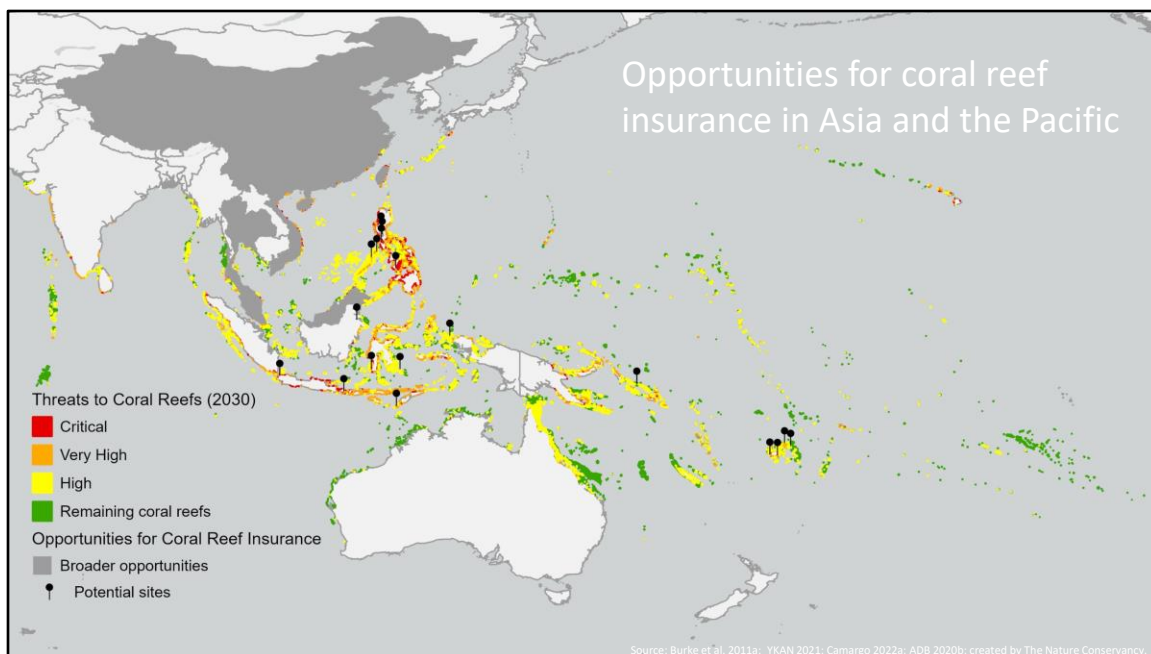 Opportunities for coral reef
insurance in Asia and the Pacific
Threats to Coral Reefs (2030)
Critical
Very High
High
Remaining coral reefs
Opportunities for Coral Reef Insurance
Broader opportunities
Potential sites
Source: Burke et al. 2011a; YKAN 2021; Camargo 2022a; ADB 2020b; created by The Nature Conservancy.